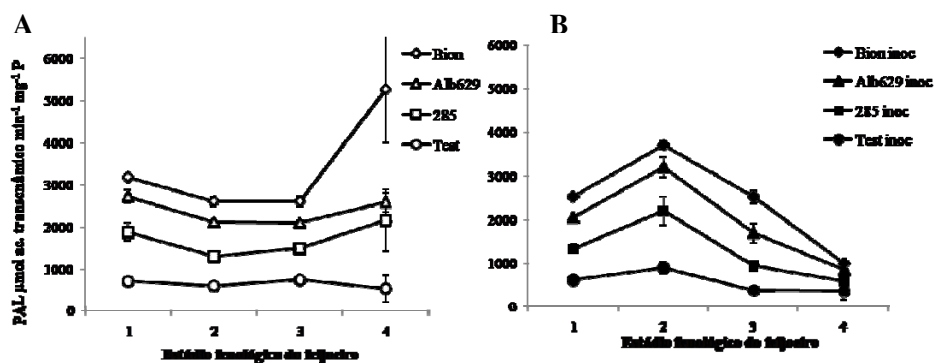 A
PAL µmol ac. transcinâmico min-1 mg-1 P
6000
5000
4000
3000
2000
1000
0
Bion
Alb629
285
Test
1 2 3 4
Estádio fenológico do feijoeiro
B
6000
5000
4000
3000
2000
1000
0
Bion inoc
Alb629 inoc
285 inoc
Test inoc
1 2 3 4
Estádio fenológico do feijoeiro